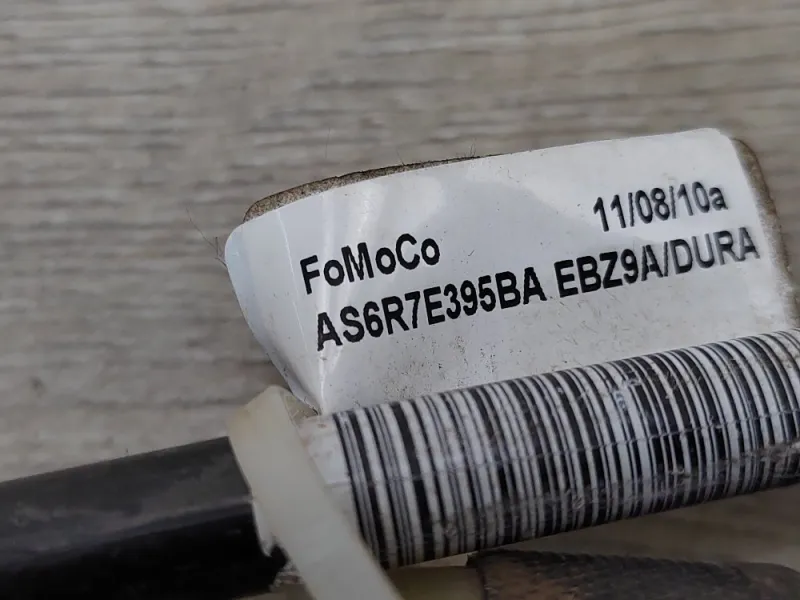 FoMoCo 11/08/10a
AS6R7E395BA EBZ9A/DURA